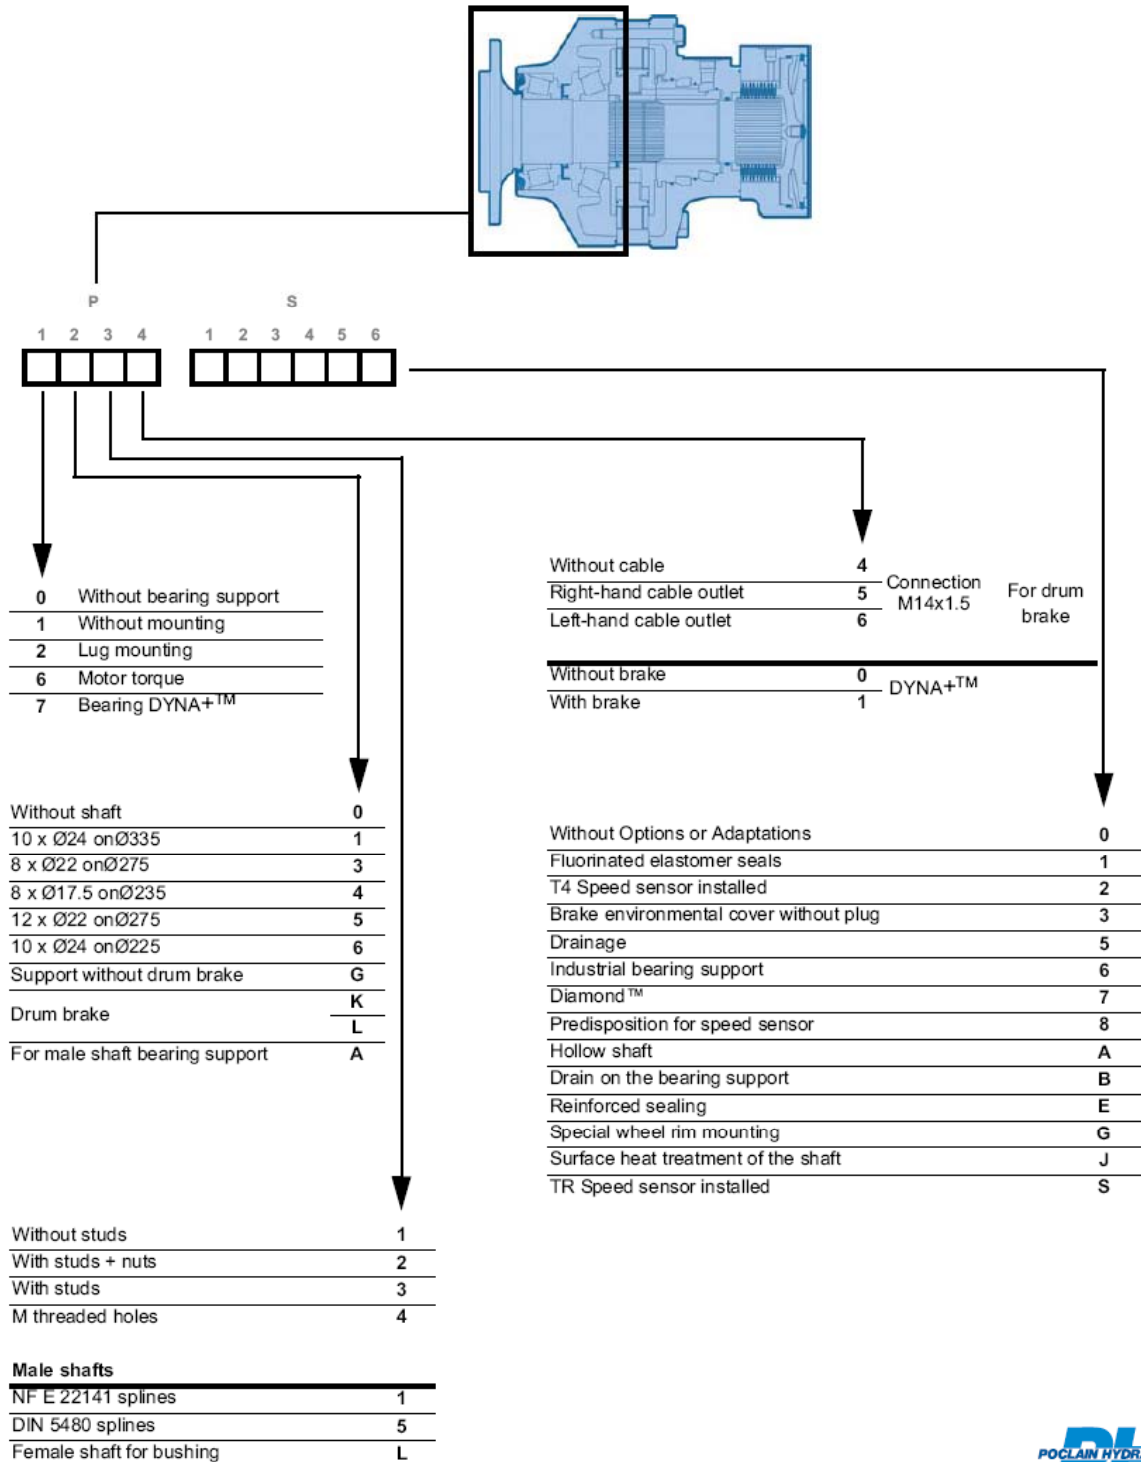 P S
1 2 3 4 1 2 3 4 5 6
0 Without bearing support
1 Without mounting
2 Lug mounting
6 Motor torque
7 Bearing DYNA+TM
Without cable 4
Right-hand cable outlet 5
Left-hand cable outlet 6
Connection
M14x1.5
For drum
brake
Without brake 0
With brake 1
DYNA+TM
Without shaft 0
10 x Ø24 onØ335 1
8 x Ø22 onØ275 3
8 x Ø17.5 onØ235 4
12 x Ø22 onØ275 5
10 x Ø24 onØ225 6
Support without drum brake G
Drum brake K
L
For male shaft bearing support A
Without Options or Adaptations 0
Fluorinated elastomer seals 1
T4 Speed sensor installed 2
Brake environmental cover without plug 3
Drainage 5
Industrial bearing support 6
Diamond™ 7
Predisposition for speed sensor 8
Hollow shaft A
Drain on the bearing support B
Reinforced sealing E
Special wheel rim mounting G
Surface heat treatment of the shaft J
TR Speed sensor installed S
Without studs 1
With studs + nuts 2
With studs 3
M threaded holes 4
Male shafts
NF E 22141 splines 1
DIN 5480 splines 5
Female shaft for bushing L
POCLAIN HYDR